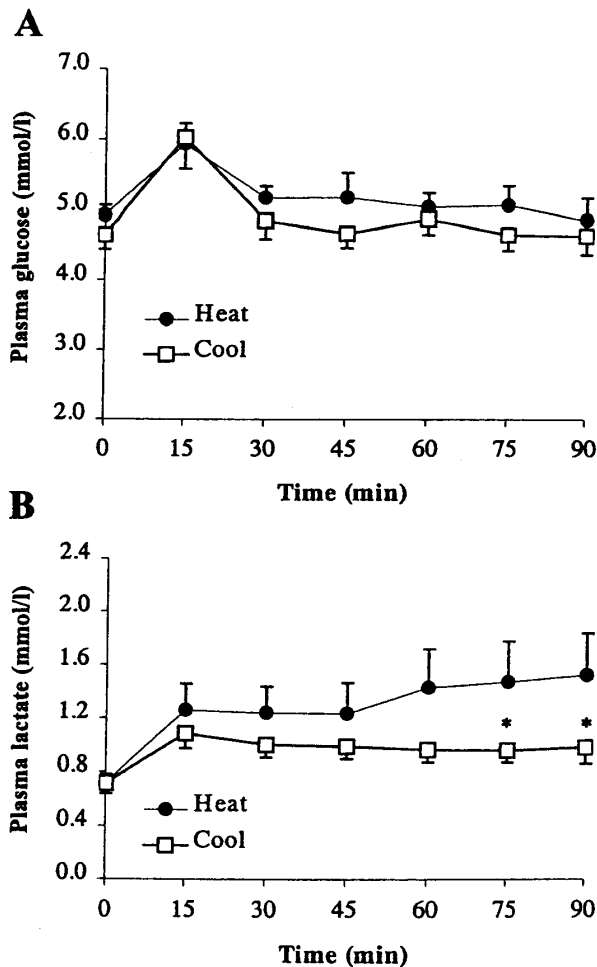 A
Plasma glucose (mmol/l)
7.0
6.0
5.0
4.0
3.0
2.0
Heat
Cool
0 15 30 45 60 75 90
Time (min)
B
Plasma lactate (mmol/l)
2.4
2.0
1.6
1.2
0.8
0.4
0.0
* *
Heat
Cool
0 15 30 45 60 75 90
Time (min)